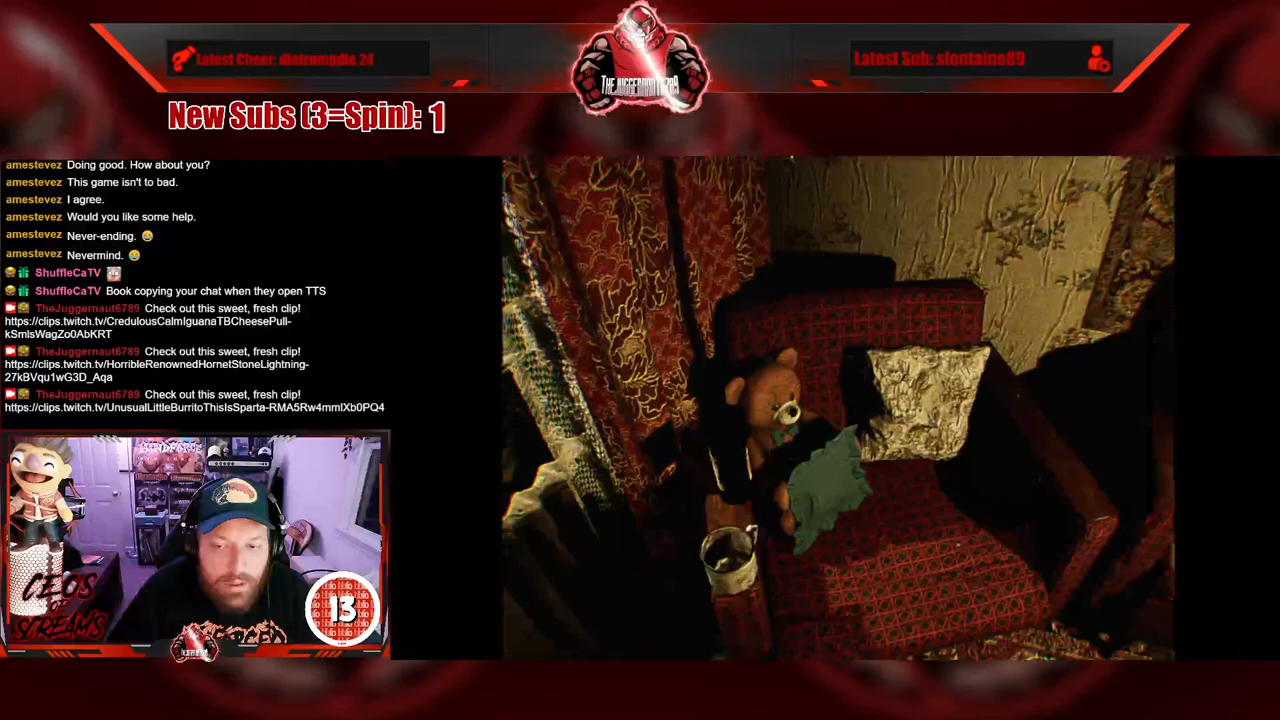 Latest Cheer: dietrumpdie 24
THEJUGGERNAUT6789
Latest Sub: sfontaine89
New Subs (3=Spin): 1
amestevez Doing good. How about you?
amestevez This game isn't to bad.
amestevez I agree.
amestevez Would you like some help.
amestevez Never-ending. 😂
amestevez Nevermind. 😂
ShuffleCaTV
ShuffleCaTV Book copying your chat when they open TTS
TheJuggernaut6789 Check out this sweet, fresh clip!
https://clips.twitch.tv/CredulousCalmIguanaTBCheesePull-
kSmlsWagZo0AbKRT
TheJuggernaut6789 Check out this sweet, fresh clip!
https://clips.twitch.tv/HorribleRenownedHornetStoneLightning-
27kBVqu1wG3D_Aqa
TheJuggernaut6789 Check out this sweet, fresh clip!
https://clips.twitch.tv/UnusualLittleBurritoThisIsSparta-RMA5Rw4mmlXb0PQ4
MINDFORCE
CEOS
OF
SCREAMS
13